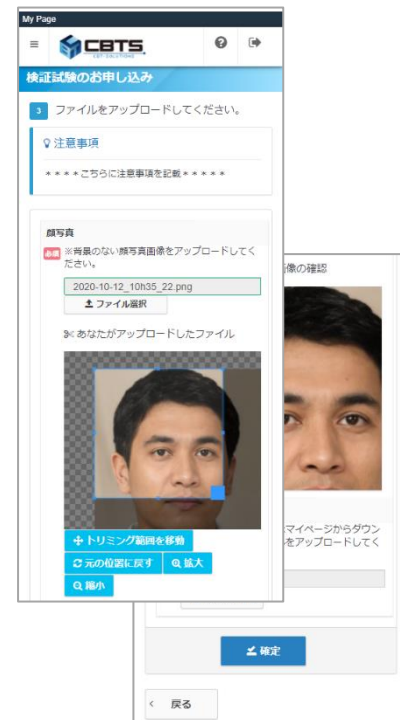 My Page
CBTS
CBT SOLUTIONS
検証試験のお申し込み
3 ファイルをアップロードしてください。
注意事項
＊＊＊＊こちらに注意事項を記載＊＊＊＊＊
顔写真
必須 ※背景のない顔写真画像をアップロードしてく
ださい。
2020-10-12_10h35_22.png
ファイル選択
あなたがアップロードしたファイル
トリミング範囲を移動
元の位置に戻す
拡大
縮小
像の確認
マイページからダウン
をアップロードしてく
確定
戻る